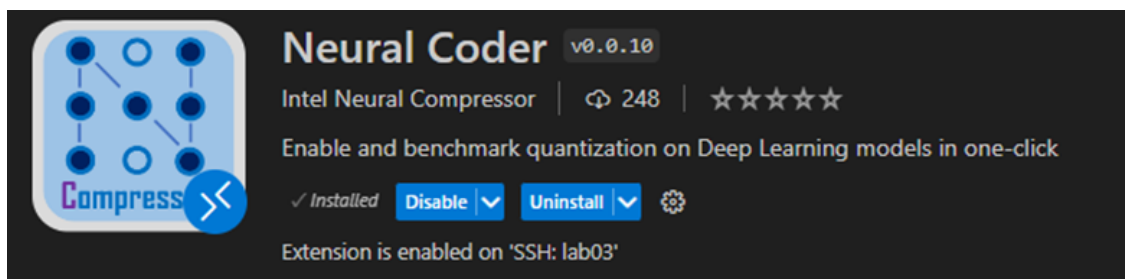 Neural Coder v0.0.10
Intel Neural Compressor 248
Enable and benchmark quantization on Deep Learning models in one-click
Compress
✓ Installed Disable Uninstall
Extension is enabled on 'SSH: lab03'